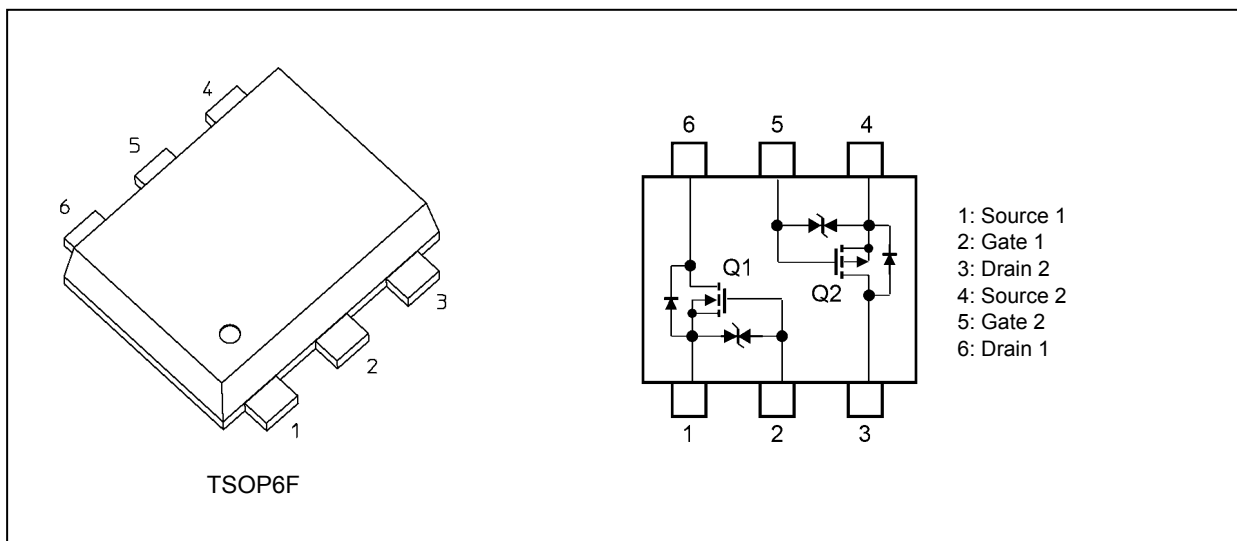 4
5
6
3
2
1
TSOP6F
6 5 4
Q1
Q2
1 2 3
1: Source 1
2: Gate 1
3: Drain 2
4: Source 2
5: Gate 2
6: Drain 1